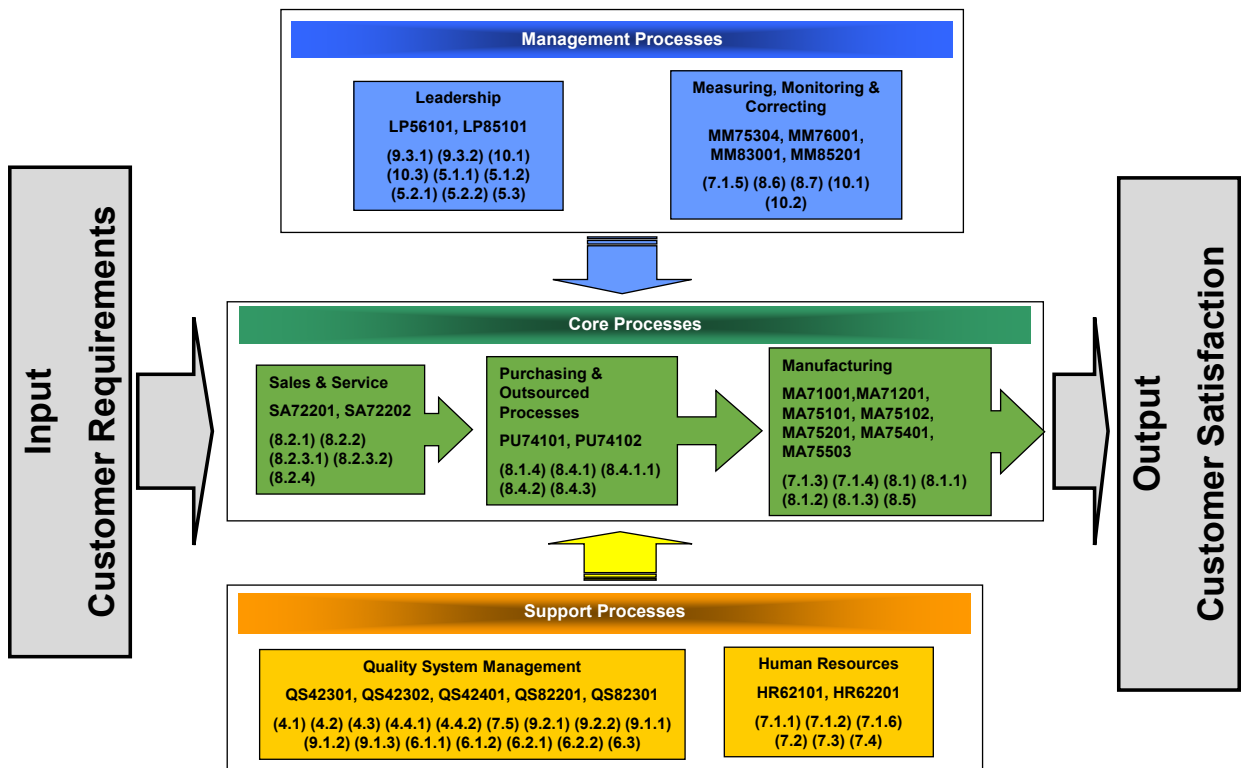 Management Processes
Leadership
LP56101, LP85101
(9.3.1) (9.3.2) (10.1)
(10.3) (5.1.1) (5.1.2)
(5.2.1) (5.2.2) (5.3)
Measuring, Monitoring &
Correcting
MM75304, MM76001,
MM83001, MM85201
(7.1.5) (8.6) (8.7) (10.1)
(10.2)
Input
Customer Requirements
Core Processes
Sales & Service
SA72201, SA72202
(8.2.1) (8.2.2)
(8.2.3.1) (8.2.3.2)
(8.2.4)
Purchasing &
Outsourced
Processes
PU74101, PU74102
(8.1.4) (8.4.1) (8.4.1.1)
(8.4.2) (8.4.3)
Manufacturing
MA71001,MA71201,
MA75101, MA75102,
MA75201, MA75401,
MA75503
(7.1.3) (7.1.4) (8.1) (8.1.1)
(8.1.2) (8.1.3) (8.5)
Output
Customer Satisfaction
Support Processes
Quality System Management
QS42301, QS42302, QS42401, QS82201, QS82301
(4.1) (4.2) (4.3) (4.4.1) (4.4.2) (7.5) (9.2.1) (9.2.2) (9.1.1)
(9.1.2) (9.1.3) (6.1.1) (6.1.2) (6.2.1) (6.2.2) (6.3)
Human Resources
HR62101, HR62201
(7.1.1) (7.1.2) (7.1.6)
(7.2) (7.3) (7.4)